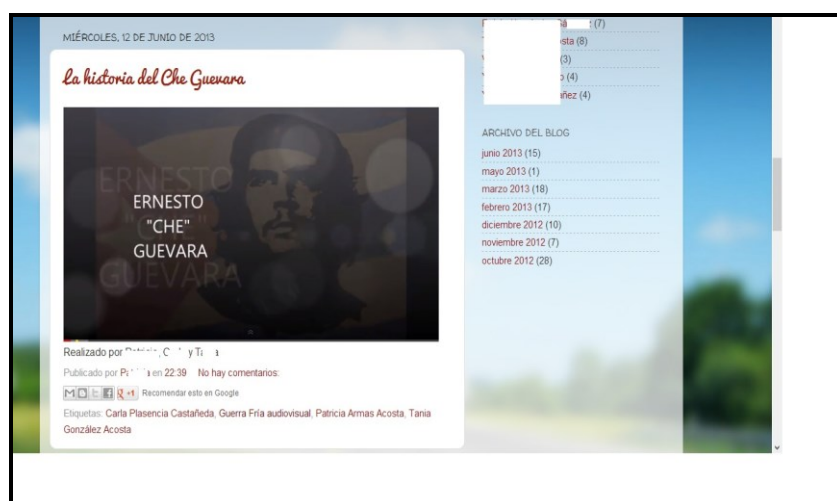 MIÉRCOLES, 12 DE JUNIO DE 2013
La historia del Che Guevara
ERNESTO
"CHE"
GUEVARA
Realizado por y
Publicado por en 22:39 No hay comentarios:
+1 Recomendar esto en Google
Etiquetas: Carla Plasencia Castañeda, Guerra Fría audiovisual, Patricia Armas Acosta, Tania
González Acosta
(7)
(8)
(3)
(4)
(4)
ARCHIVO DEL BLOG
junio 2013 (15)
mayo 2013 (1)
marzo 2013 (18)
febrero 2013 (17)
diciembre 2012 (10)
noviembre 2012 (7)
octubre 2012 (28)